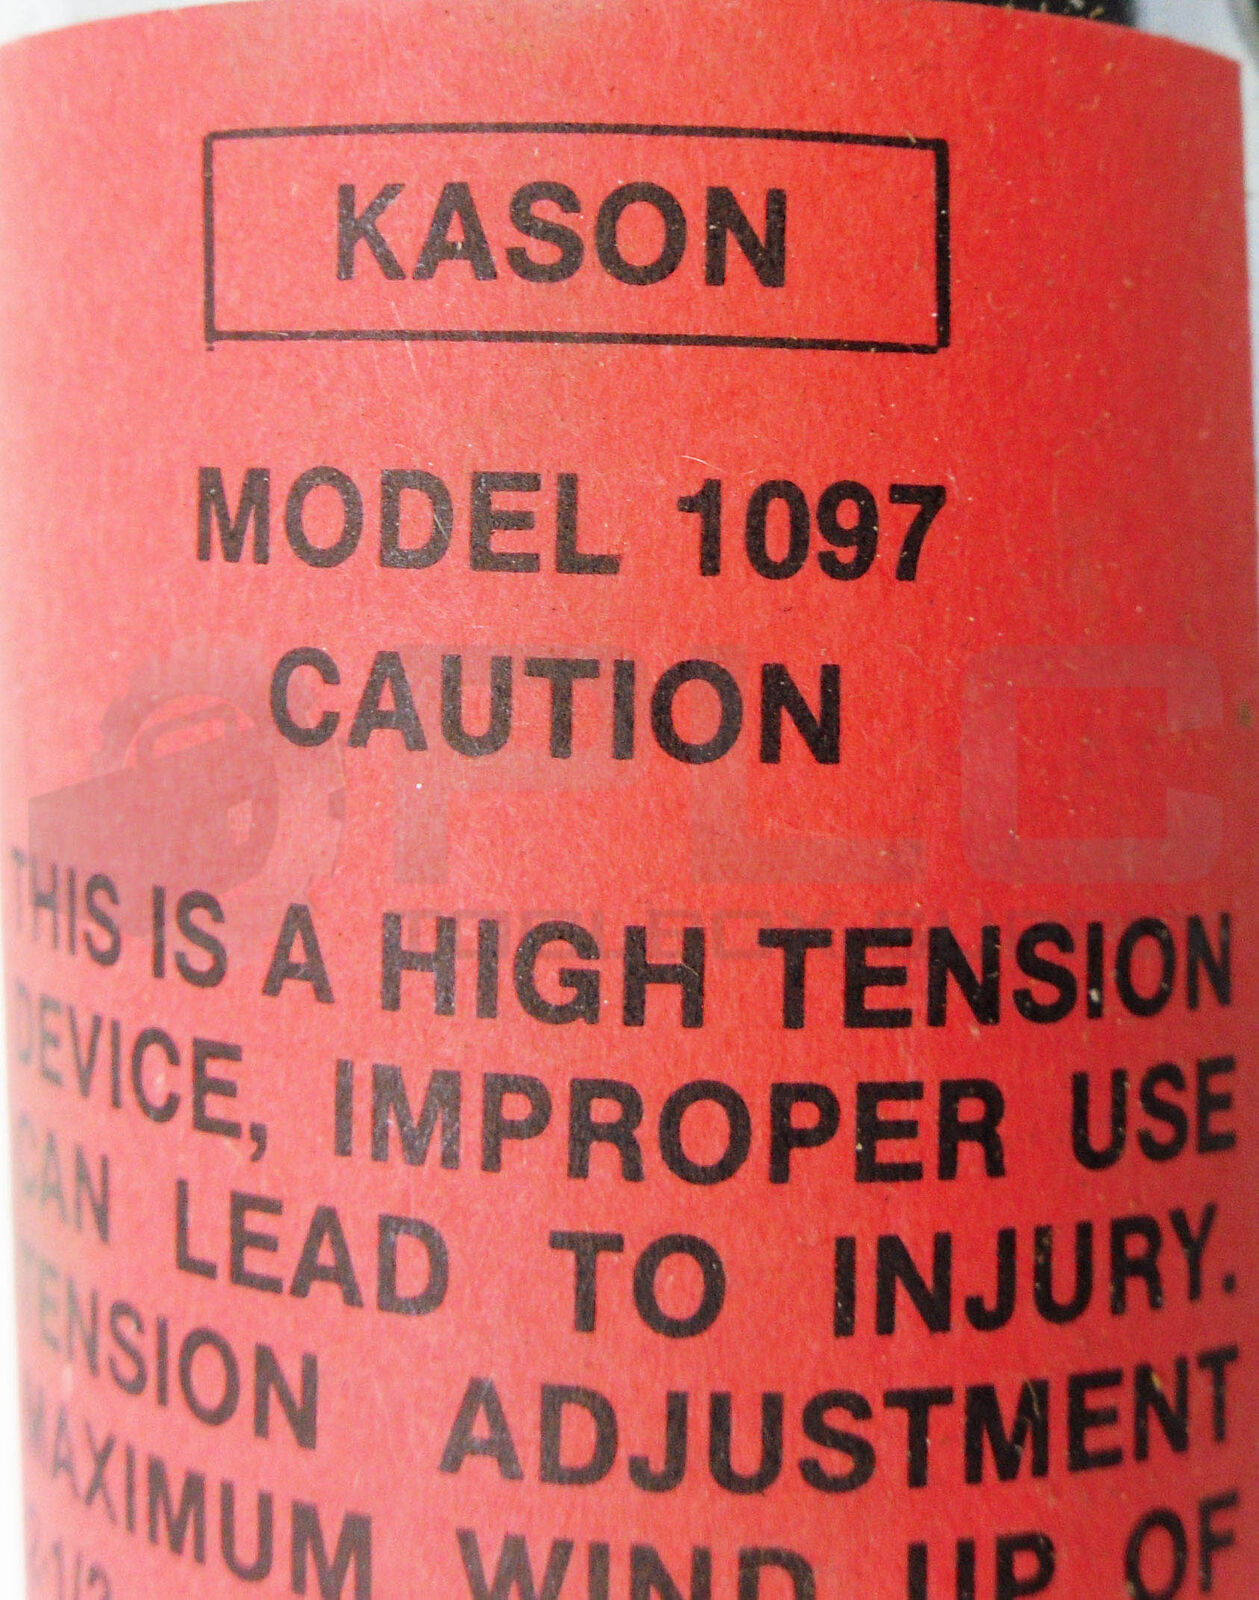 KASON
MODEL 1097
CAUTION
THIS IS A HIGH TENSION
DEVICE, IMPROPER USE
CAN LEAD TO INJURY.
TENSION ADJUSTMENT
MAXIMUM WIND UP OF
PLC